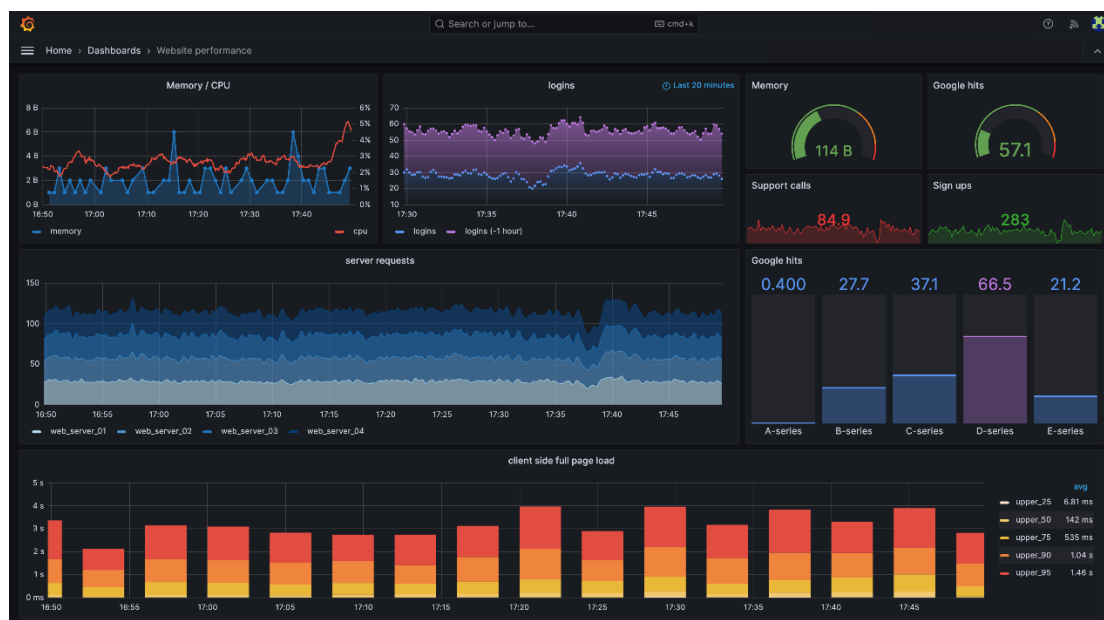 Search or jump to... cmd+k
Home › Dashboards › Website performance
Memory / CPU
8 B
6 B
4 B
2 B
0 B
6%
5%
4%
3%
2%
1%
0%
16:50 17:00 17:10 17:20 17:30 17:40
memory cpu
logins
Last 20 minutes
70
60
50
40
30
20
10
17:30 17:35 17:40 17:45
logins logins (-1 hour)
Memory
114 B
Google hits
57.1
Support calls
84.9
Sign ups
283
server requests
150
100
50
0
16:50 16:55 17:00 17:05 17:10 17:15 17:20 17:25 17:30 17:35 17:40 17:45
web_server_01 web_server_02 web_server_03 web_server_04
Google hits
0.400 27.7 37.1 66.5 21.2
A-series B-series C-series D-series E-series
client side full page load
5 s
4 s
3 s
2 s
1 s
0 ms
16:50 16:55 17:00 17:05 17:10 17:15 17:20 17:25 17:30 17:35 17:40 17:45
avg
upper_25 6.81 ms
upper_50 142 ms
upper_75 535 ms
upper_90 1.04 s
upper_95 1.46 s